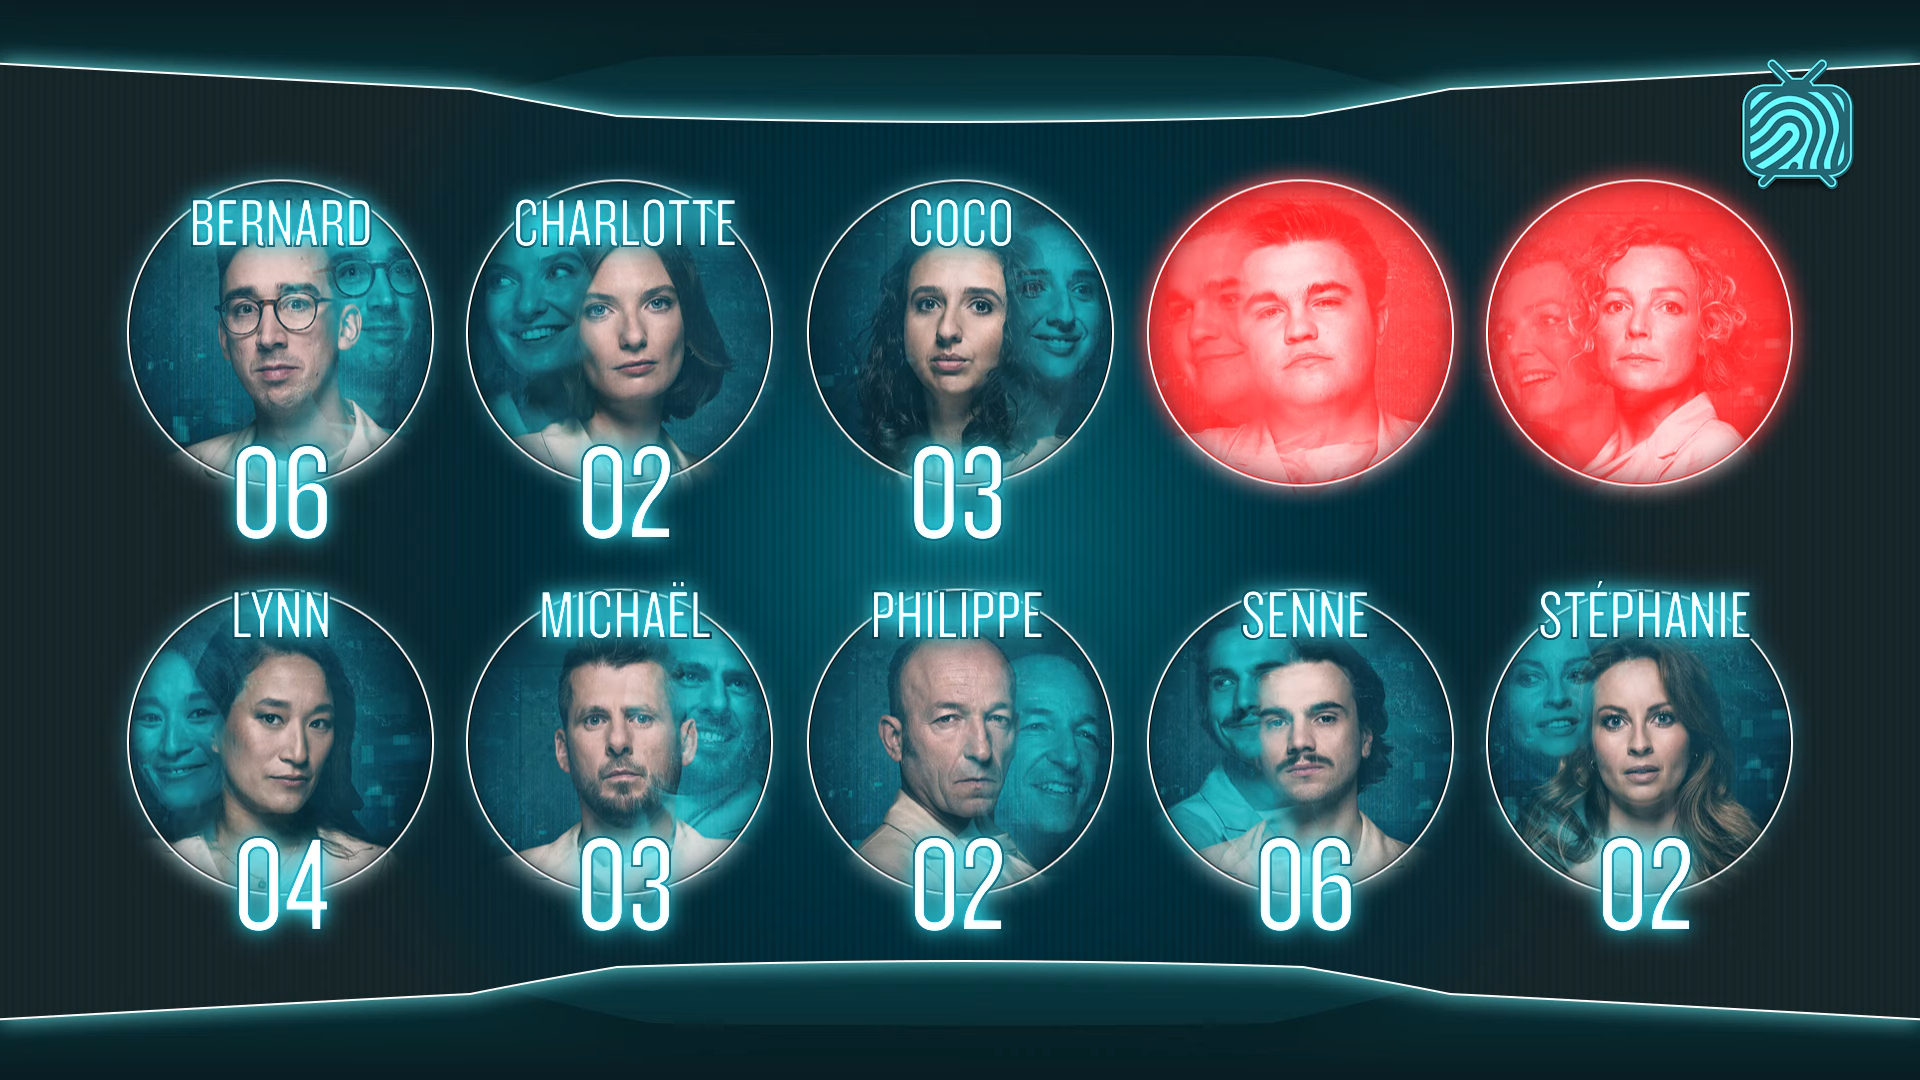 BERNARD
CHARLOTTE
COCO
06
02
03
LYNN
MICHAËL
PHILIPPE
SENNE
STÉPHANIE
04
03
02
06
02